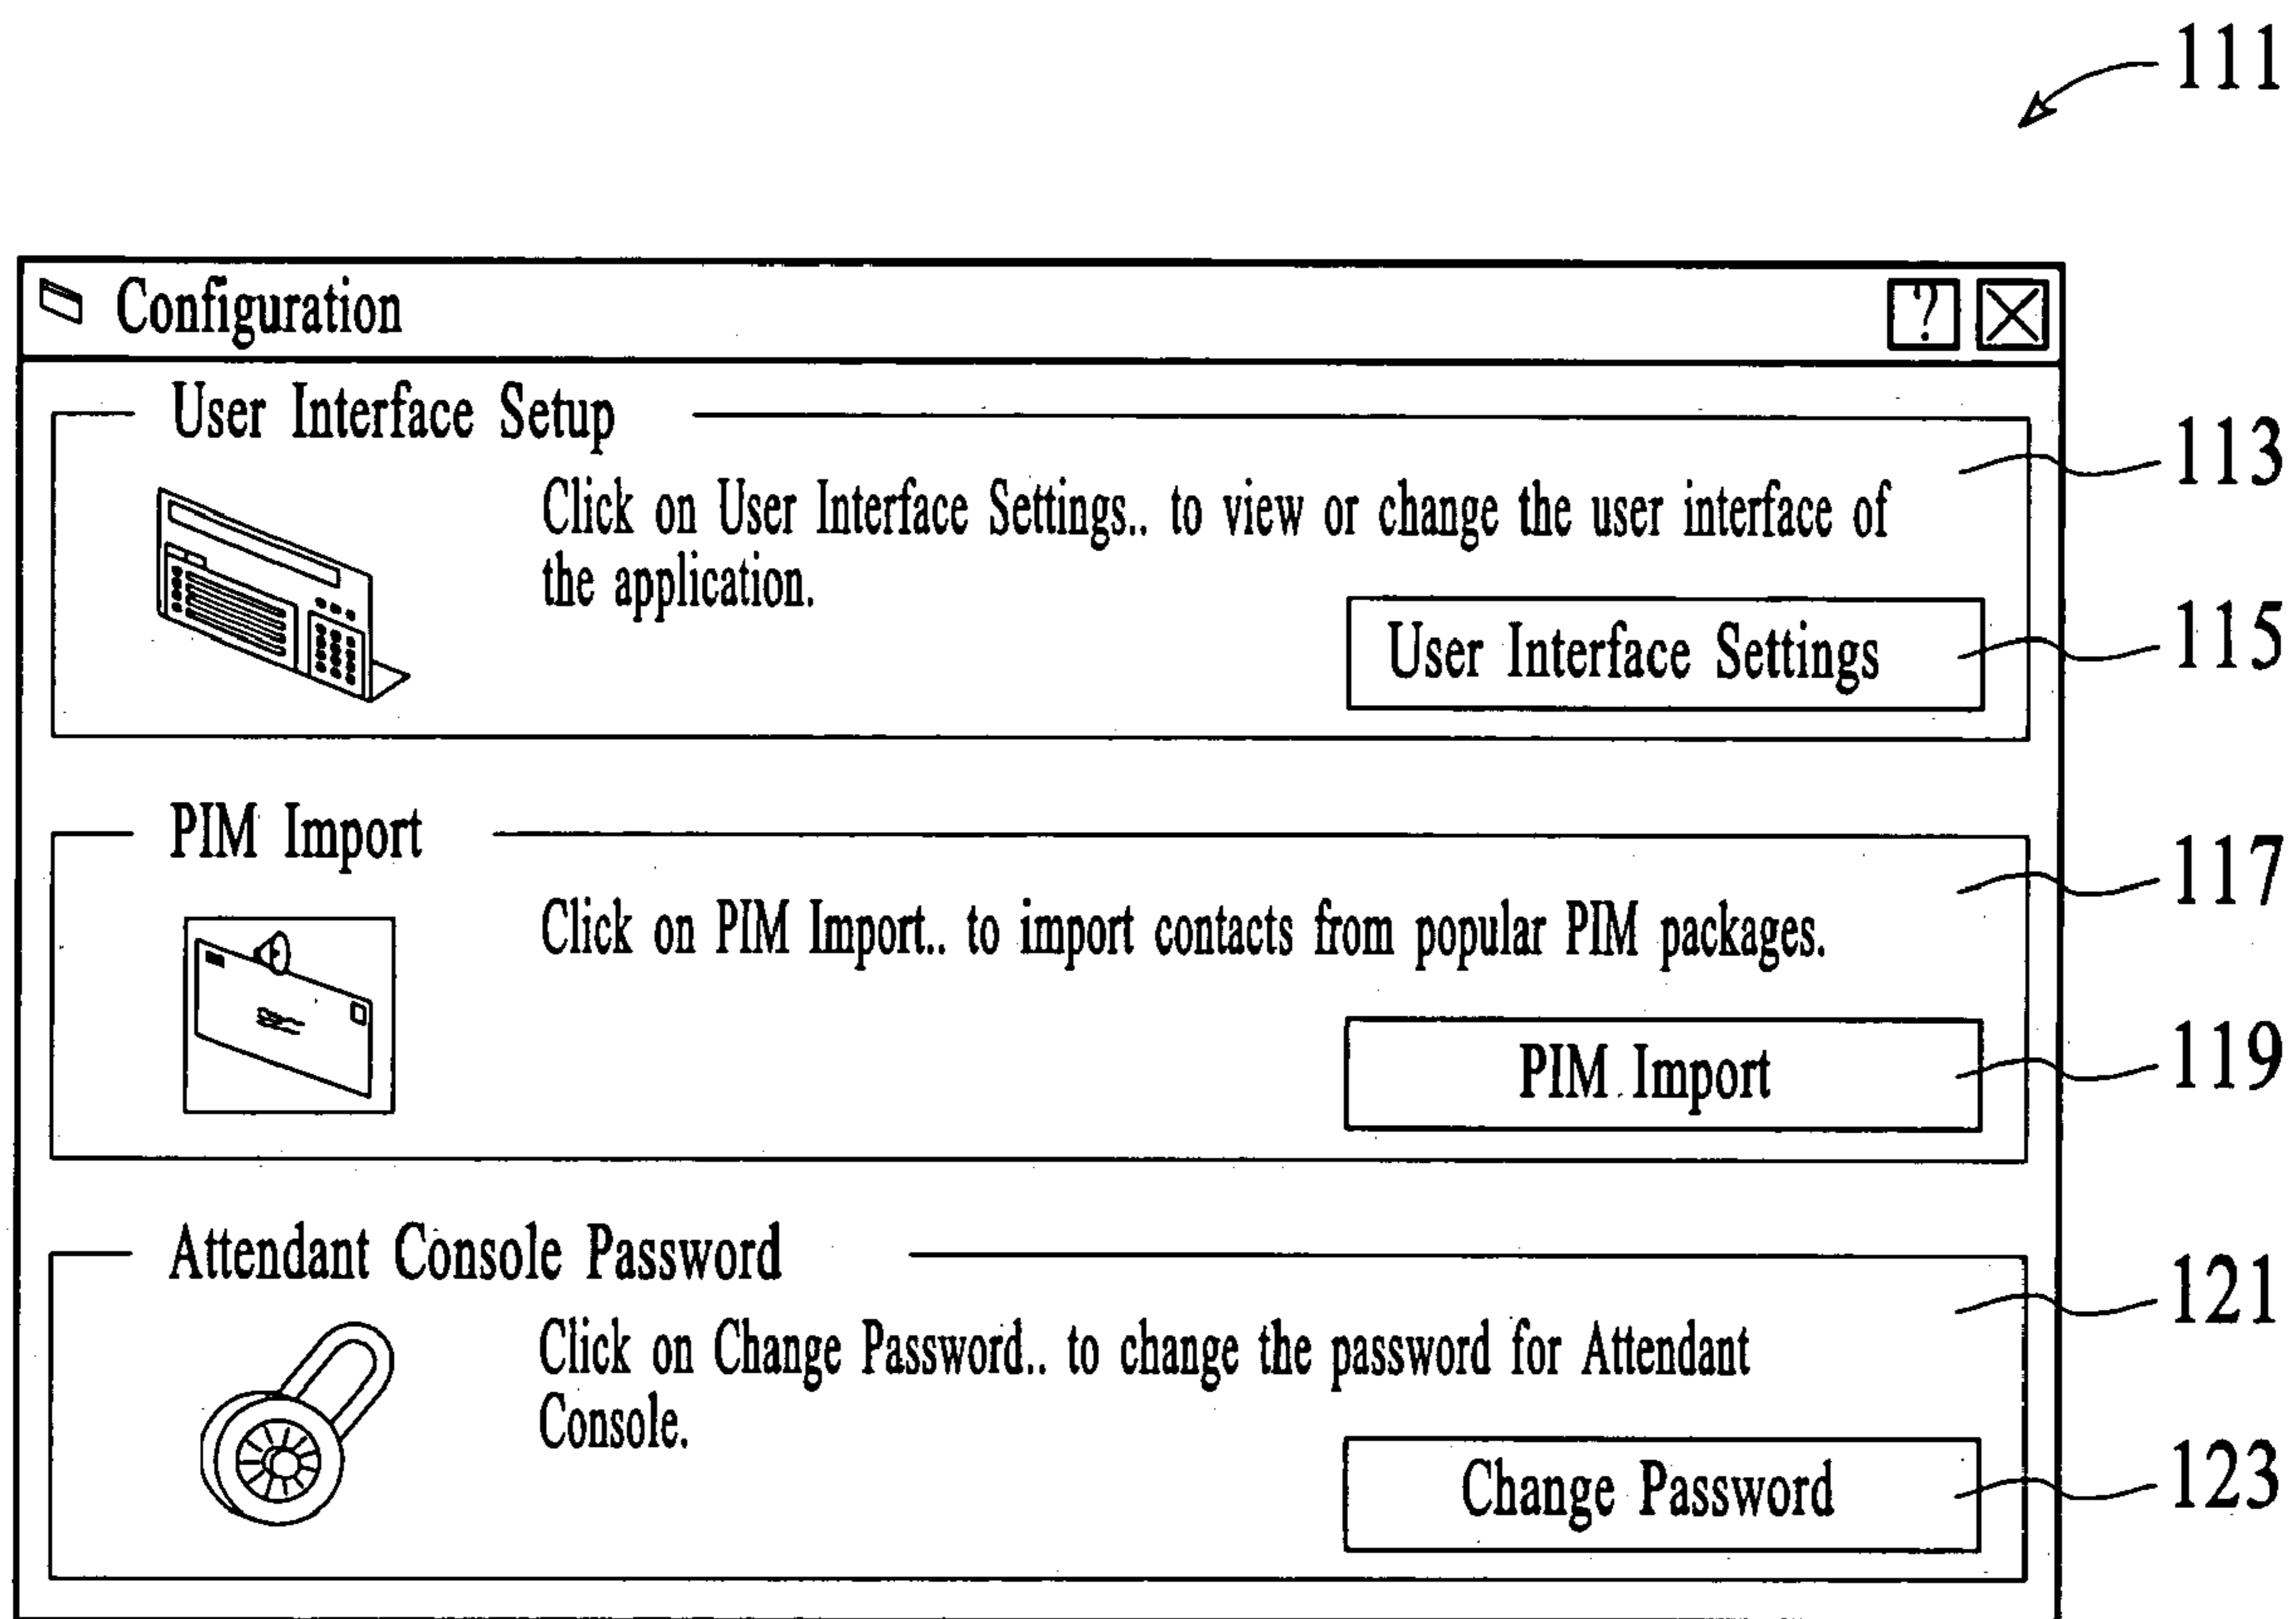 111
Configuration
?
User Interface Setup
113
Click on User Interface Settings.. to view or change the user interface of
the application.
User Interface Settings
115
PIM Import
117
Click on PIM Import.. to import contacts from popular PIM packages.
PIM Import
119
Attendant Console Password
121
Click on Change Password.. to change the password for Attendant
Console.
Change Password
123